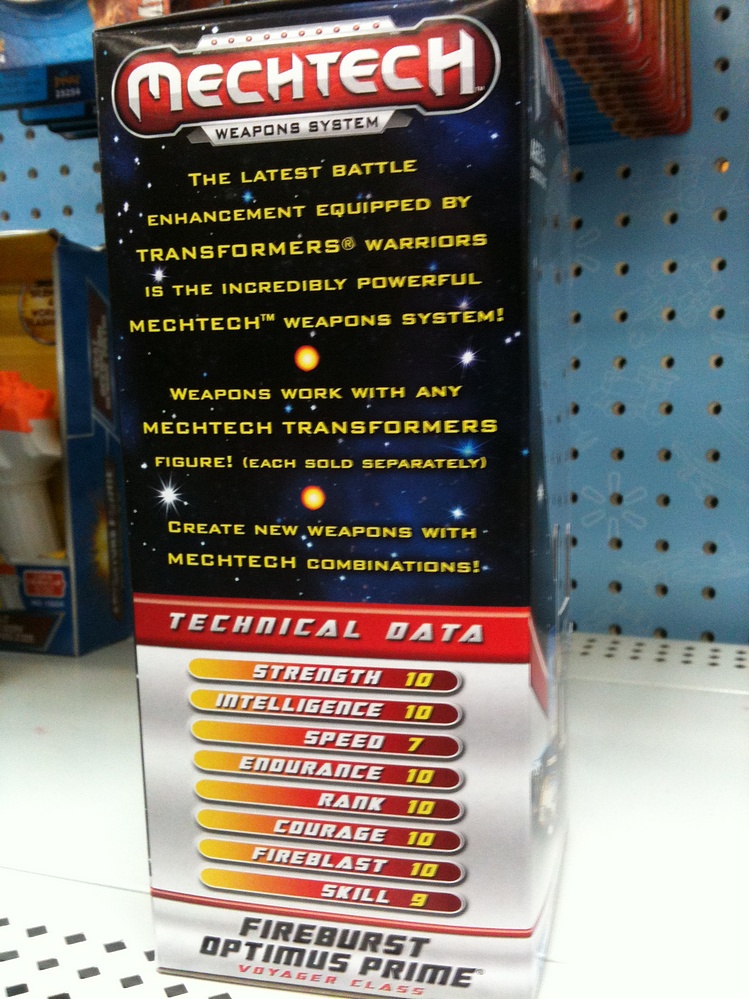 MECHTECH™
WEAPONS SYSTEM
THE LATEST BATTLE
ENHANCEMENT EQUIPPED BY
TRANSFORMERS® WARRIORS
IS THE INCREDIBLY POWERFUL
MECHTECH™ WEAPONS SYSTEM!
WEAPONS WORK WITH ANY
MECHTECH TRANSFORMERS
FIGURE! (EACH SOLD SEPARATELY)
CREATE NEW WEAPONS WITH
MECHTECH COMBINATIONS!
TECHNICAL DATA
STRENGTH 10
INTELLIGENCE 10
SPEED 7
ENDURANCE 10
RANK 10
COURAGE 10
FIREBLAST 10
SKILL 9
FIREBURST
OPTIMUS PRIME®
VOYAGER CLASS